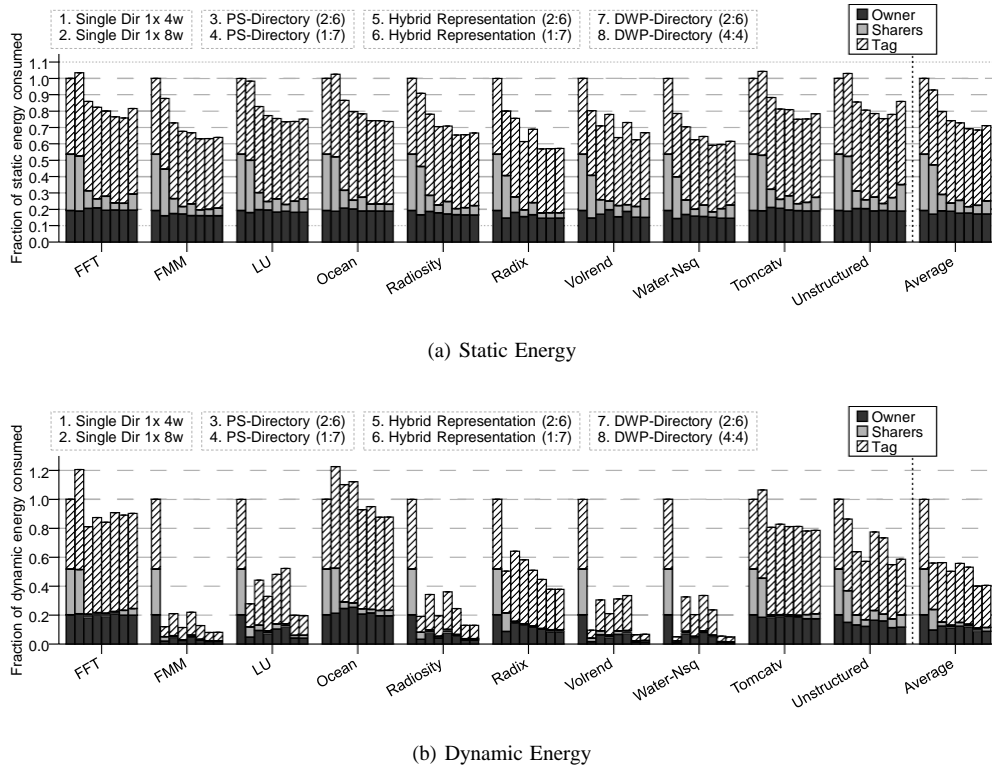 1. Single Dir 1x 4w
2. Single Dir 1x 8w
3. PS-Directory (2:6)
4. PS-Directory (1:7)
5. Hybrid Representation (2:6)
6. Hybrid Representation (1:7)
7. DWP-Directory (2:6)
8. DWP-Directory (4:4)
Owner
Sharers
Tag
Fraction of static energy consumed
1.1
1.0
0.9
0.8
0.7
0.6
0.5
0.4
0.3
0.2
0.1
0.0
FFT
FMM
LU
Ocean
Radiosity
Radix
Volrend
Water-Nsq
Tomcatv
Unstructured
Average
(a) Static Energy
1. Single Dir 1x 4w
2. Single Dir 1x 8w
3. PS-Directory (2:6)
4. PS-Directory (1:7)
5. Hybrid Representation (2:6)
6. Hybrid Representation (1:7)
7. DWP-Directory (2:6)
8. DWP-Directory (4:4)
Owner
Sharers
Tag
Fraction of dynamic energy consumed
1.2
1.0
0.8
0.6
0.4
0.2
0.0
FFT
FMM
LU
Ocean
Radiosity
Radix
Volrend
Water-Nsq
Tomcatv
Unstructured
Average
(b) Dynamic Energy